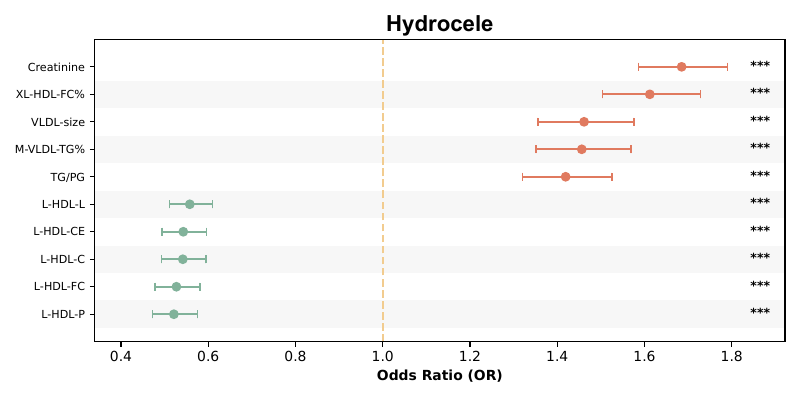 Hydrocele
Creatinine ***
XL-HDL-FC% ***
VLDL-size ***
M-VLDL-TG% ***
TG/PG ***
L-HDL-L ***
L-HDL-CE ***
L-HDL-C ***
L-HDL-FC ***
L-HDL-P ***
0.4 0.6 0.8 1.0 1.2 1.4 1.6 1.8
Odds Ratio (OR)